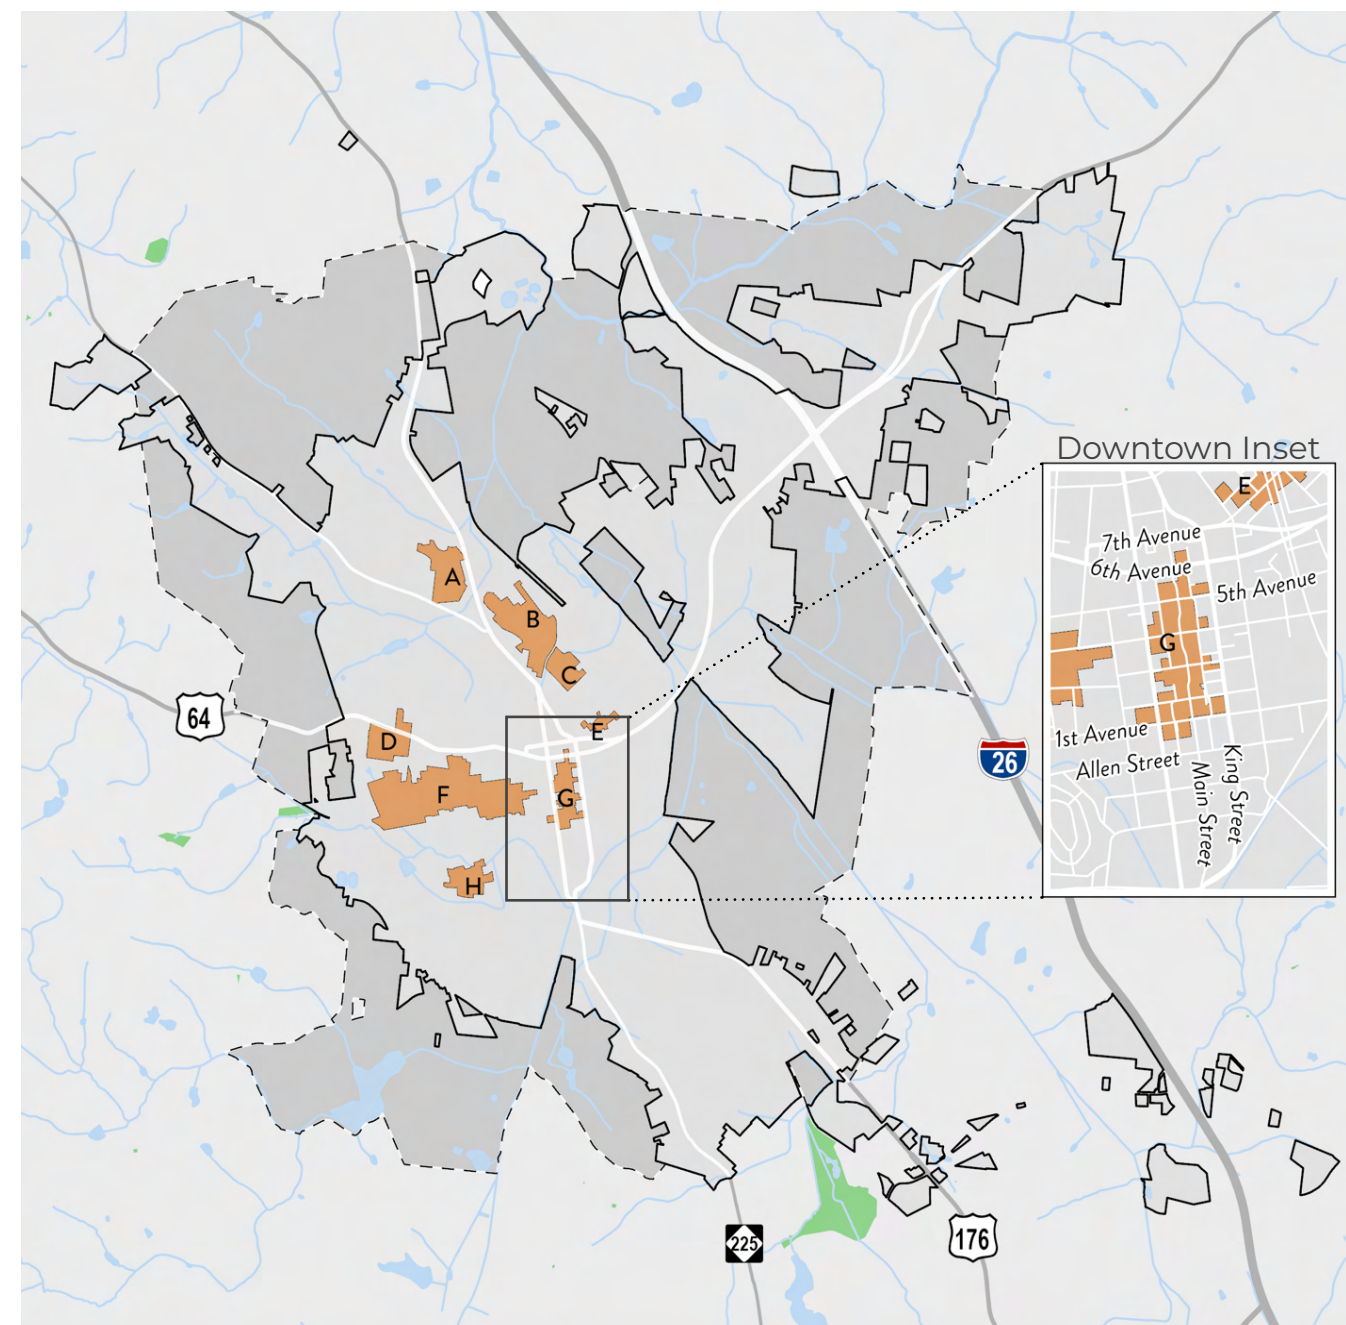 Downtown Inset
E
7th Avenue
6th Avenue
5th Avenue
G
1st Avenue
Allen Street
King Street
Main Street
A
B
C
64
D
E
F
G
26
H
225
176